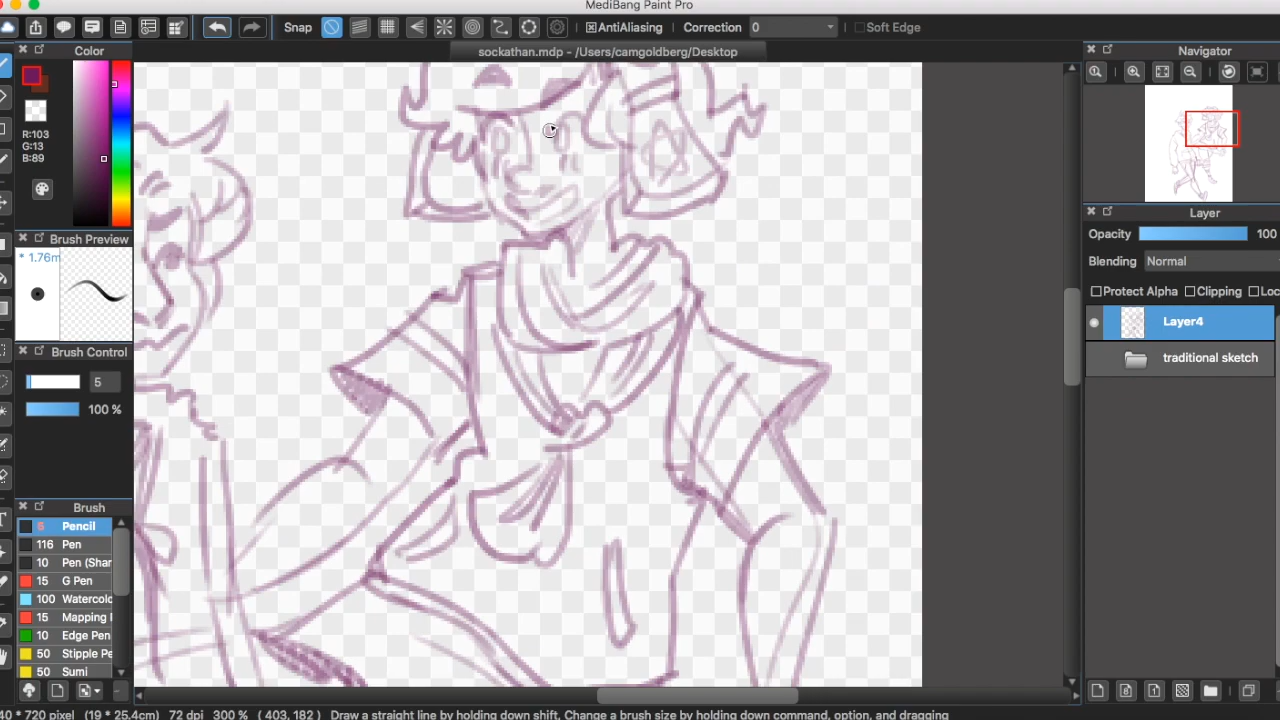 MediBang Paint Pro
Snap
AntiAliasing
Correction
0
Soft Edge
sockathan.mdp - /Users/camgoldberg/Desktop
Color
R:103
G:13
B:89
Brush Preview
* 1.76m
Brush Control
5
100 %
Brush
8 Pencil
116 Pen
10 Pen (Shar
15 G Pen
100 Watercolo
15 Mapping
10 Edge Pen
50 Stipple Pe
50 Sumi
Navigator
Layer
Opacity 100
Blending Normal
Protect Alpha Clipping Loc
Layer4
traditional sketch
40 * 720 pixel (19 * 25.4cm) 72 dpi 300 % ( 403, 182 ) Draw a straight line by holding down shift, Change a brush size by holding down command, option, and dragging